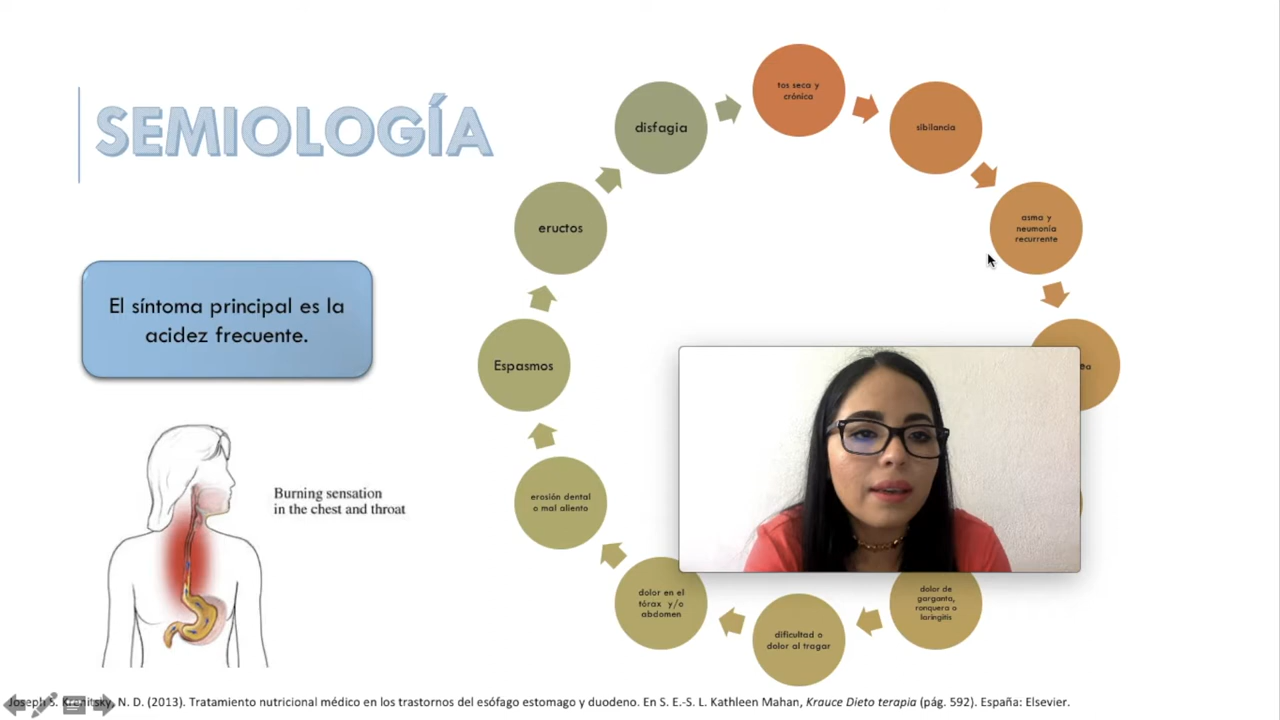 SEMIOLOGÍA
El síntoma principal es la
acidez frecuente.
Burning sensation
in the chest and throat
tos seca y
crónica
sibilancia
asma y
neumonía
recurrente
dolor de
garganta,
ronquera o
laringitis
dificultad o
dolor al tragar
dolor en el
tórax y/o
abdomen
erosión dental
o mal aliento
Espasmos
eructos
disfagia
Joseph S. N. D. (2013). Tratamiento nutricional médico en los trastornos del esófago estomago y duodeno. En S. E.-S. L. Kathleen Mahan, Krauce Dieto terapia (pág. 592). España: Elsevier.